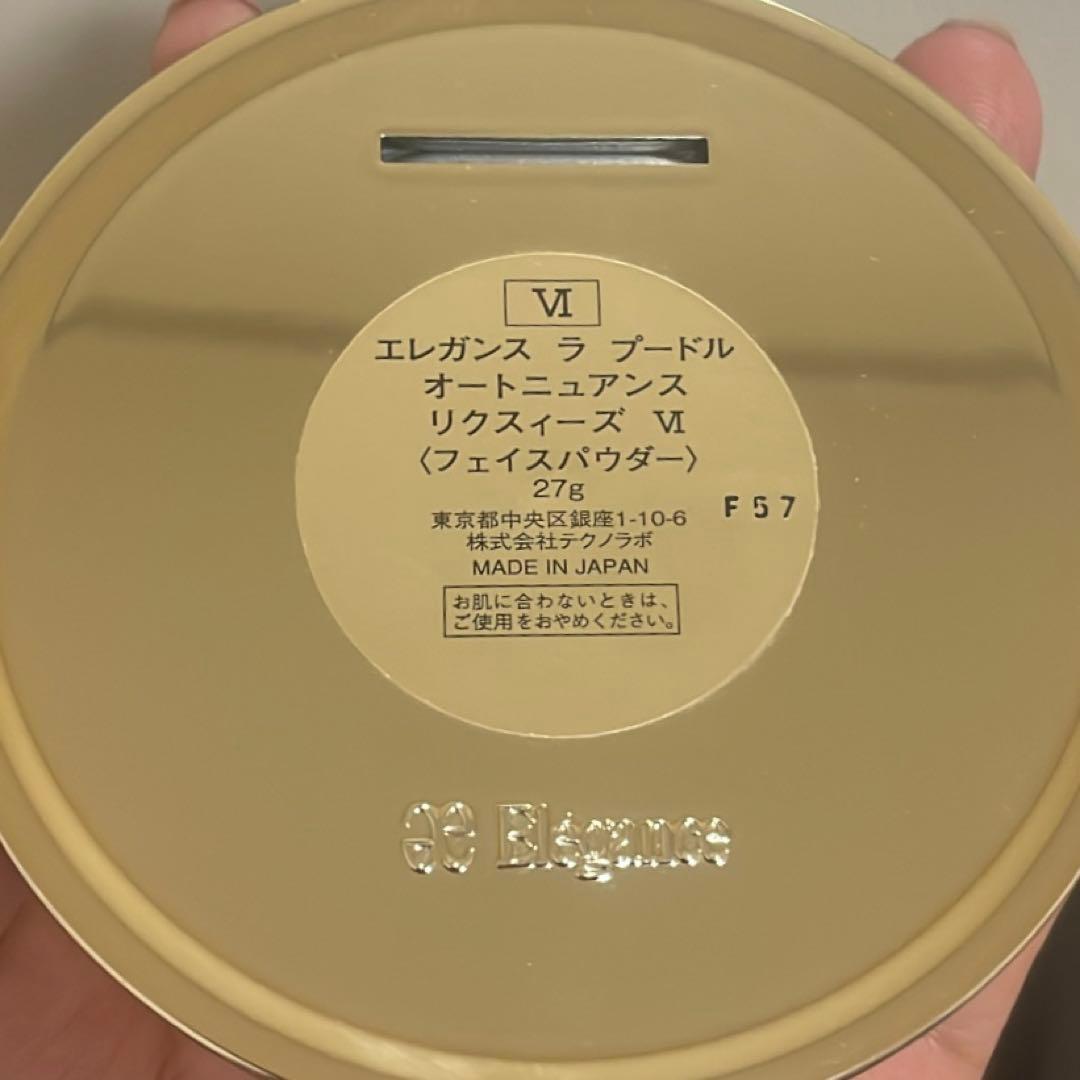 Ⅵ
エレガンス ラ プードル
オートニュアンス
リクスィーズ Ⅵ
〈フェイスパウダー〉
27g
F57
東京都中央区銀座1-10-6
株式会社テクノラボ
MADE IN JAPAN
お肌に合わないときは、
ご使用をおやめください。
Elégance